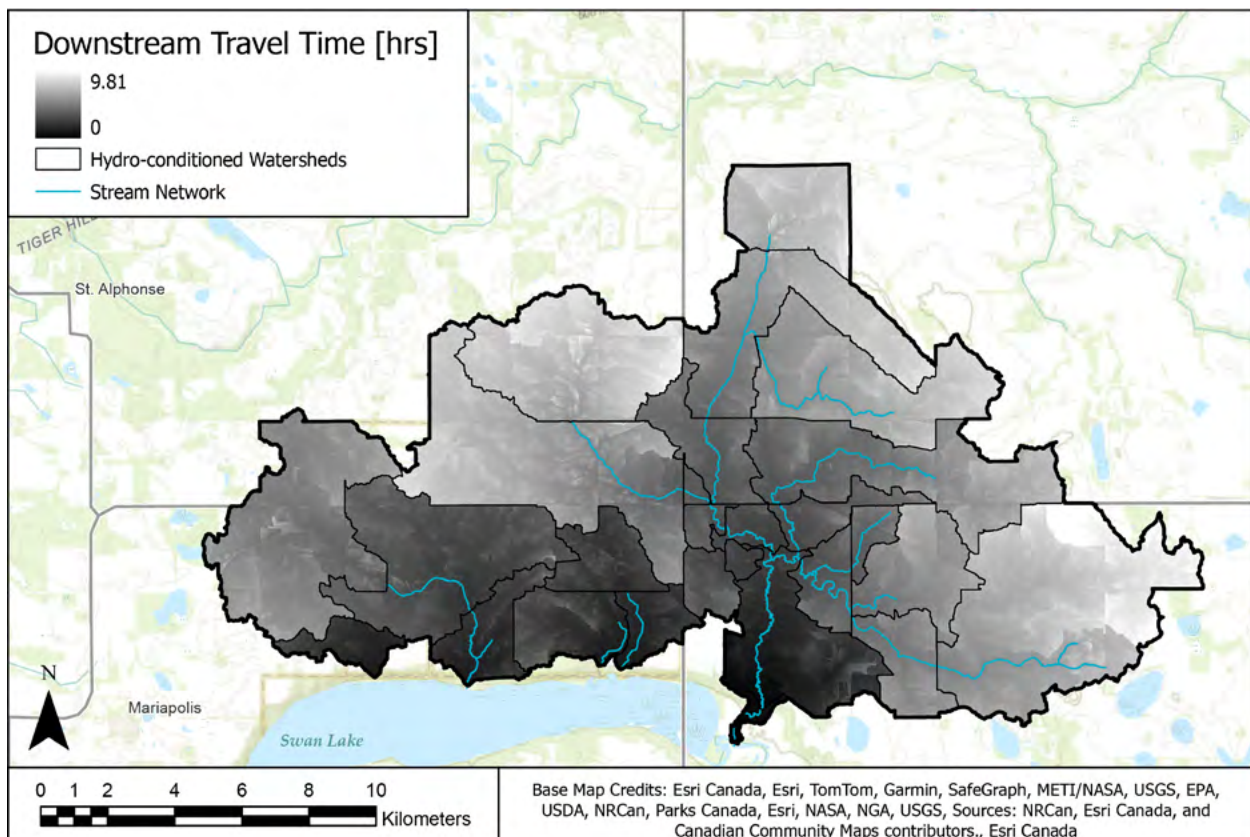 Downstream Travel Time [hrs]
9.81
0
Hydro-conditioned Watersheds
Stream Network
St. Alphonse
Mariapolis
Swan Lake
N
0 1 2 4 6 8 10
Kilometers
Base Map Credits: Esri Canada, Esri, TomTom, Garmin, SafeGraph, METI/NASA, USGS, EPA,
USDA, NRCan, Parks Canada, Esri, NASA, NGA, USGS, Sources: NRCan, Esri Canada, and
Canadian Community Maps contributors., Esri Canada